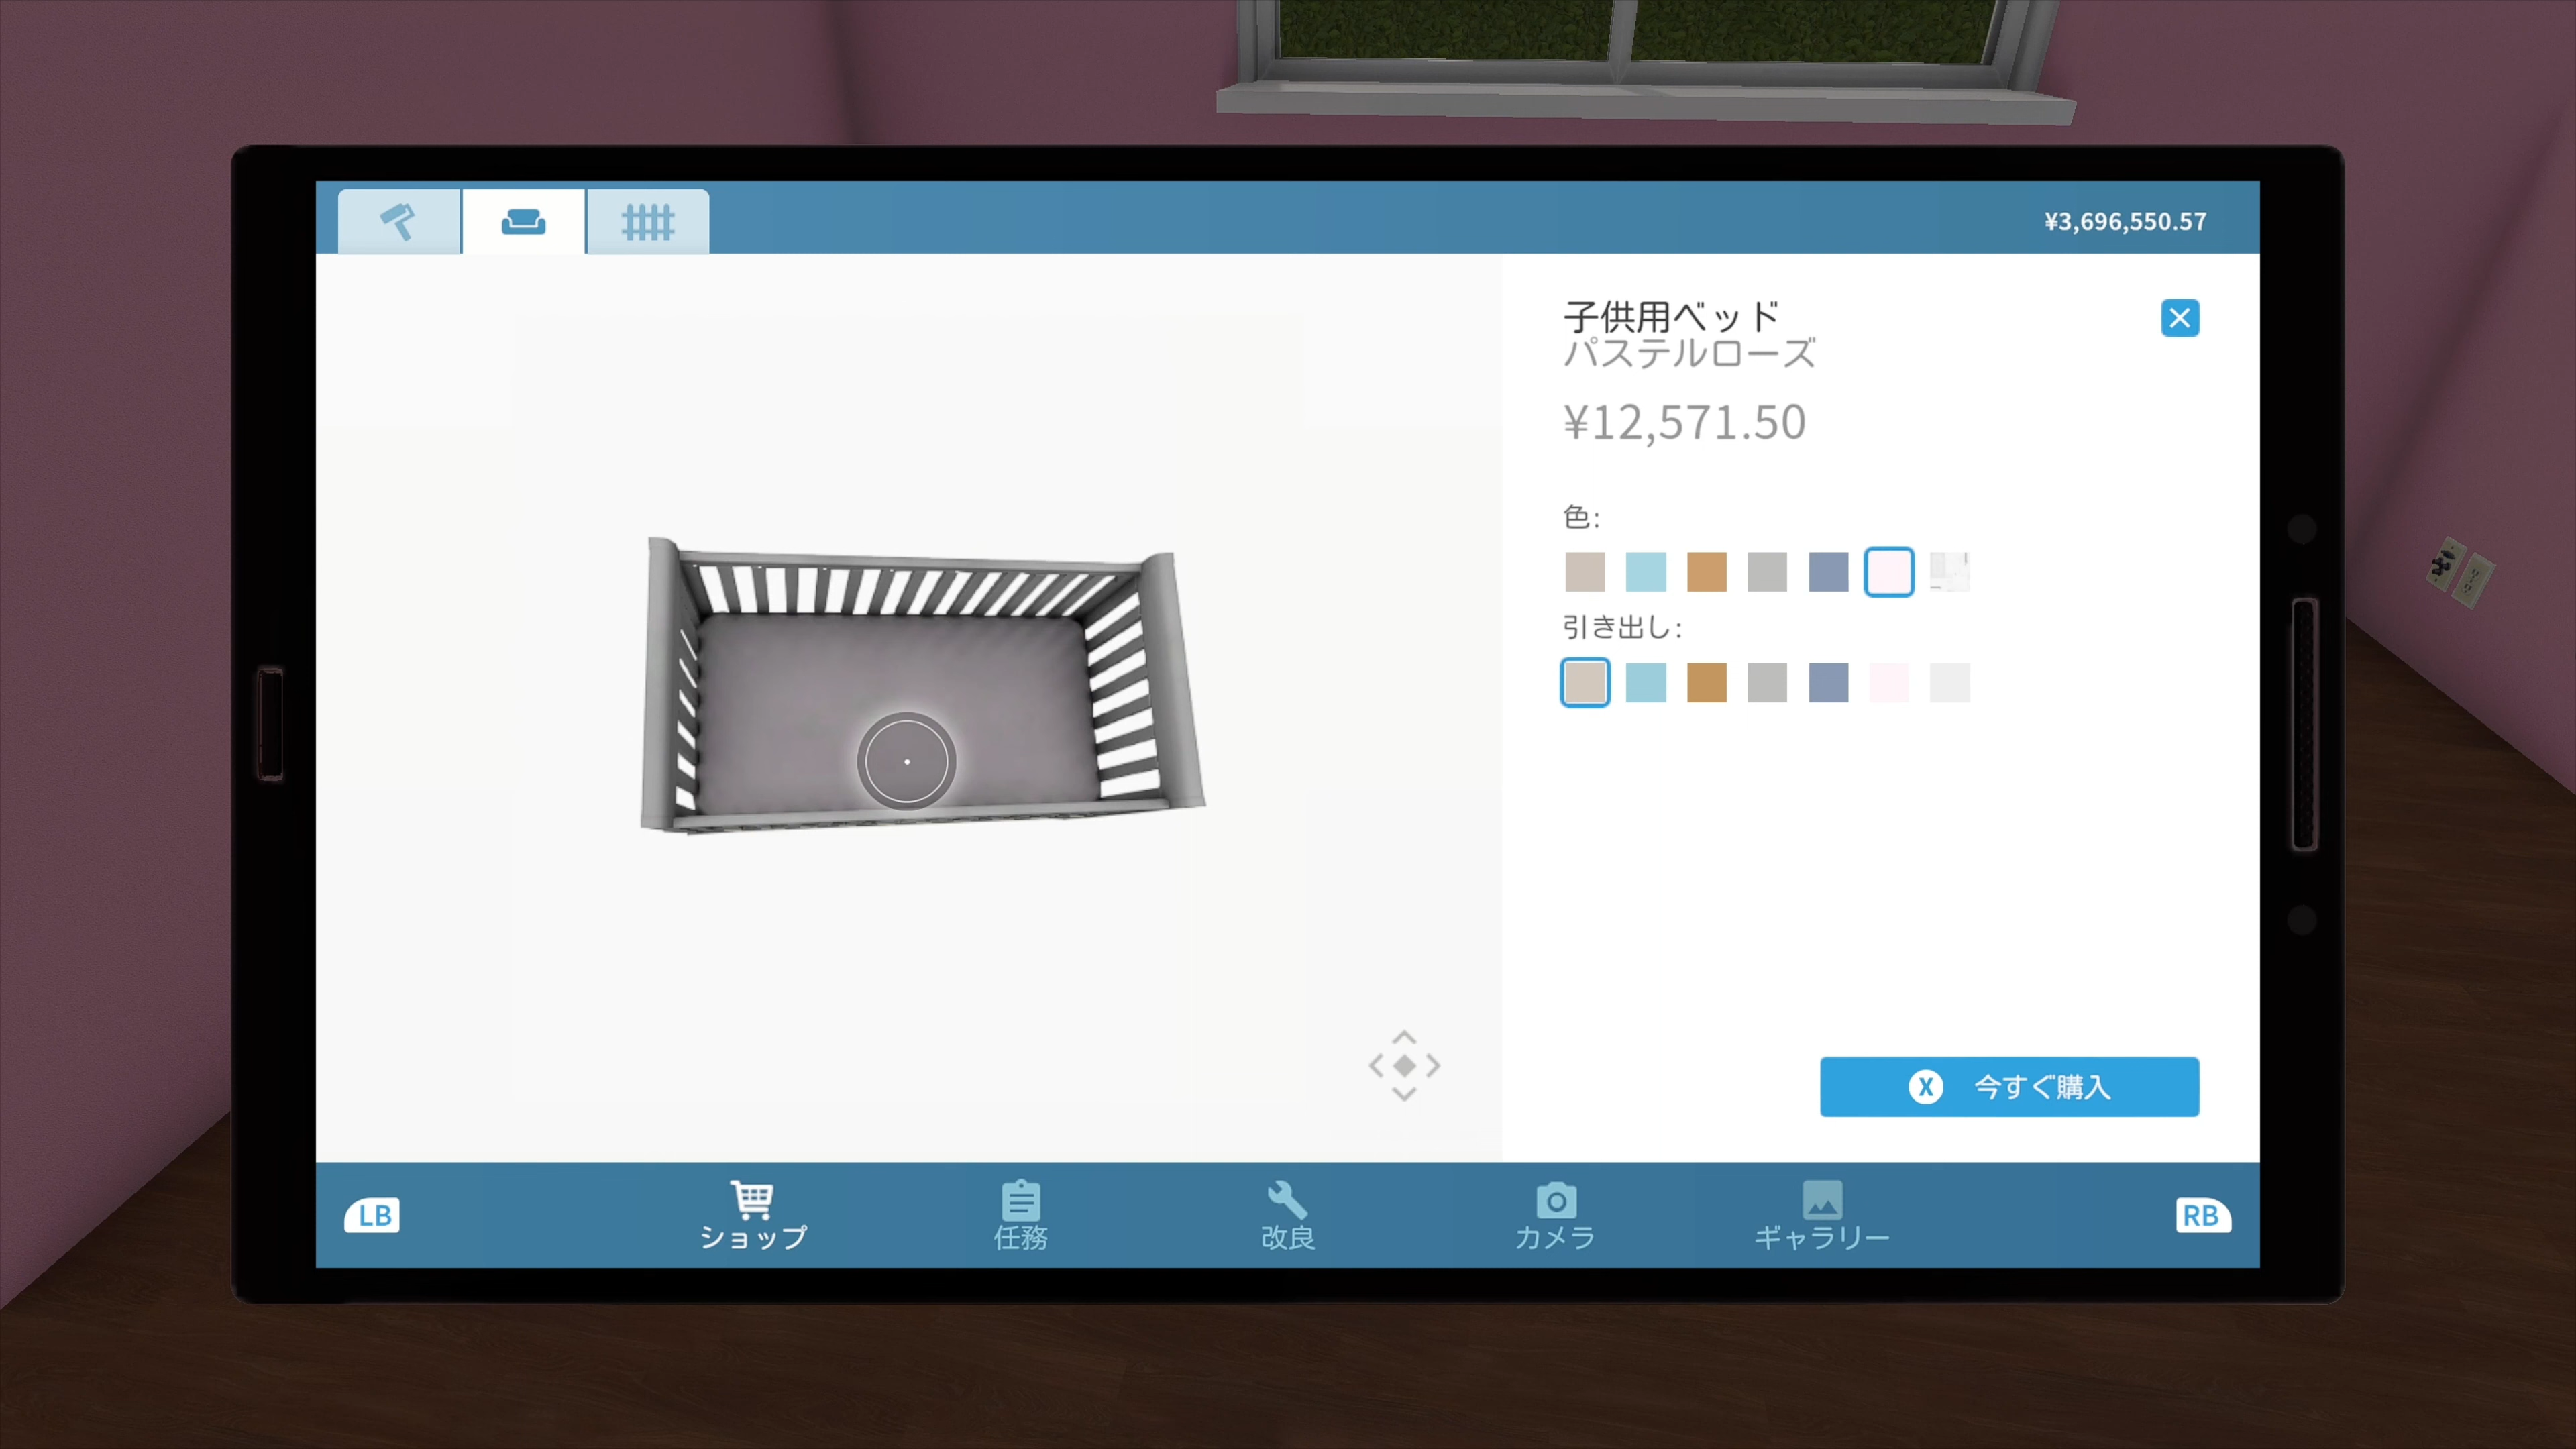 ¥3,696,550.57
子供用ベッド
パステルローズ
¥12,571.50
色:
引き出し:
X 今すぐ購入
LB
ショップ
任務
改良
カメラ
ギャラリー
RB